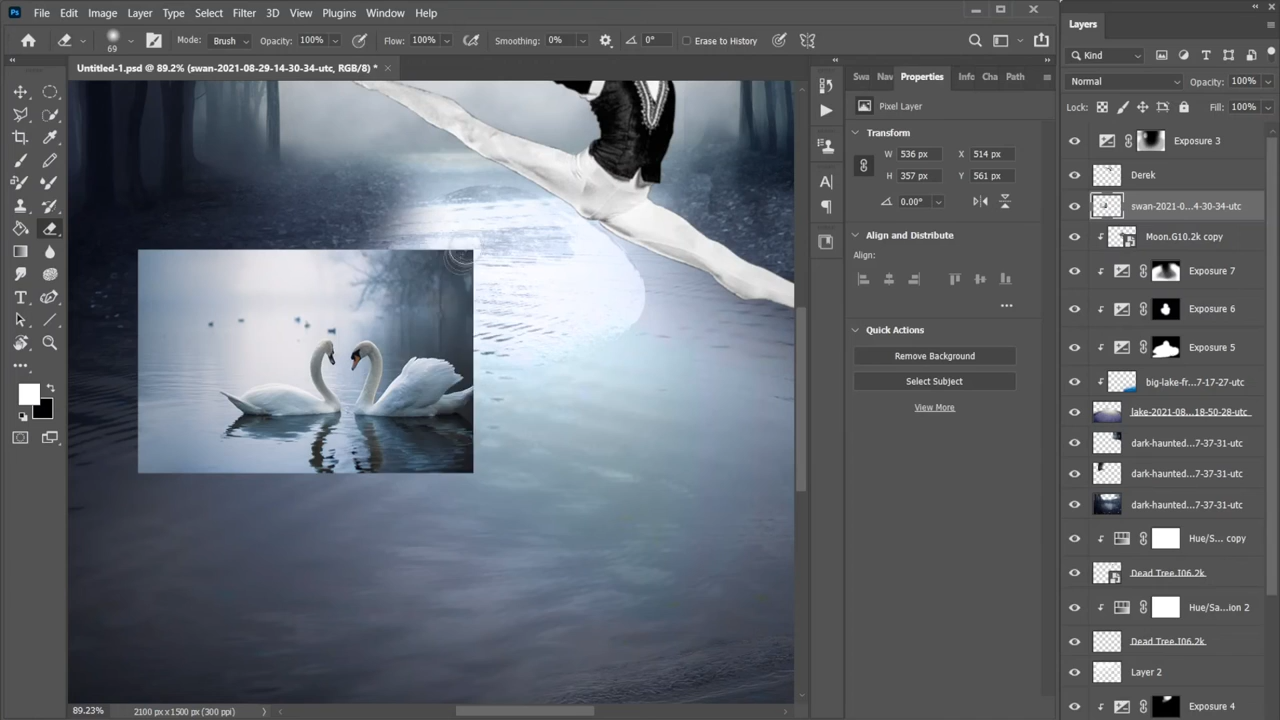 Ps File Edit Image Layer Type Select Filter 3D View Plugins Window Help
69 Mode: Brush Opacity: 100% Flow: 100% Smoothing: 0% 0° Erase to History
Untitled-1.psd @ 89.2% (swan-2021-08-29-14-30-34-utc, RGB/8) *
Swa Nav Properties Info Cha Path
Pixel Layer
Transform
W 536 px X 514 px
H 357 px Y 561 px
0.00°
Align and Distribute
Align:
Quick Actions
Remove Background
Select Subject
View More
Layers
Kind
Normal Opacity: 100%
Lock: Fill: 100%
Exposure 3
Derek
swan-2021-0...4-30-34-utc
Moon.G10.2k copy
Exposure 7
Exposure 6
Exposure 5
big-lake-fr...7-17-27-utc
lake-2021-08...18-50-28-utc
dark-haunted...7-37-31-utc
dark-haunted...7-37-31-utc
dark-haunted...7-37-31-utc
Hue/S... copy
Dead Tree.I06.2k
Hue/Sa...ion 2
Dead Tree.I06.2k
Layer 2
Exposure 4
89.23% 2100 px x 1500 px (300 ppi)